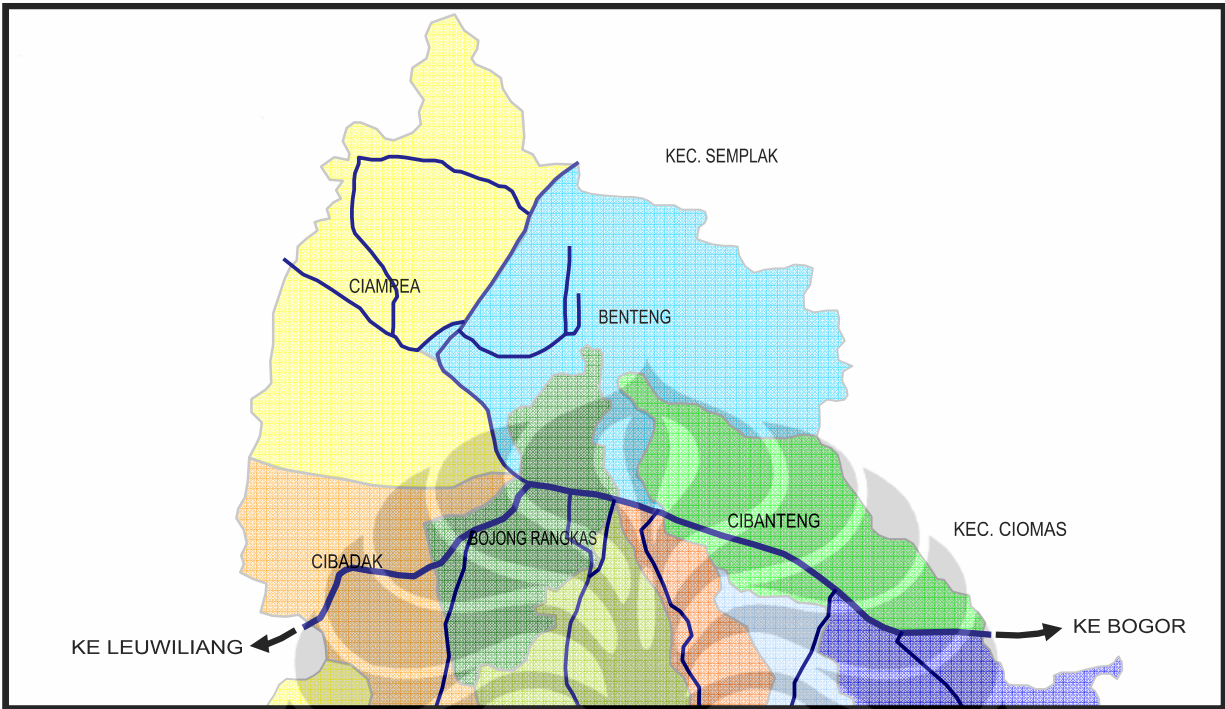 KEC. SEMPLAK
CIAMPEA
BENTENG
CIBANTENG
KEC. CIOMAS
BOJONG RANGKAS
CIBADAK
KE BOGOR
KE LEUWILIANG